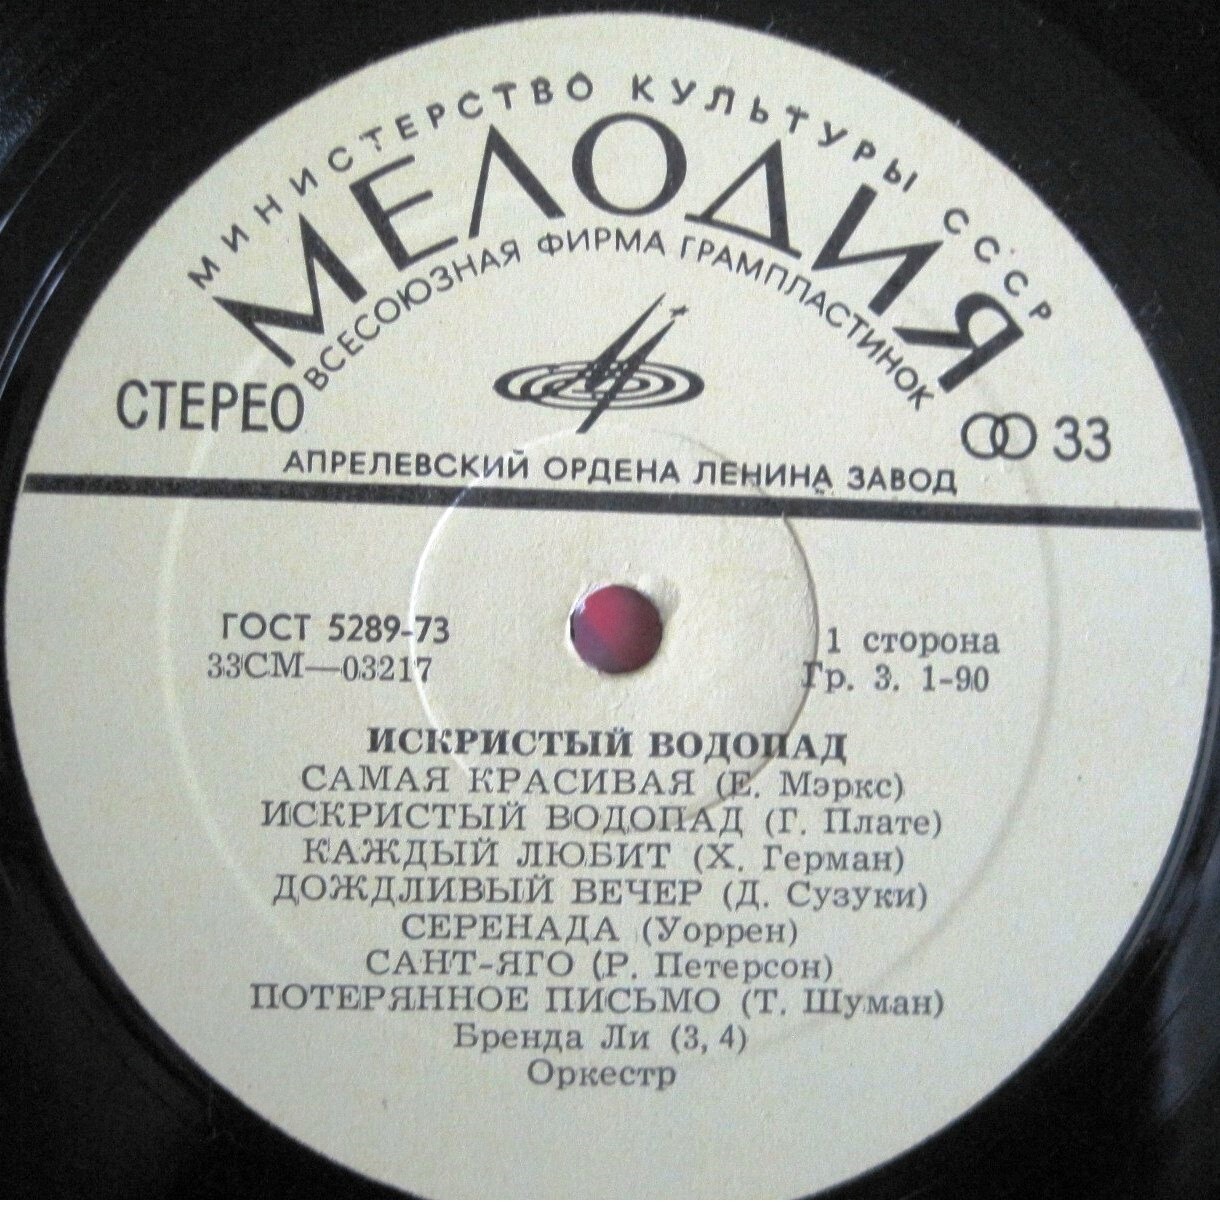 МИНИСТЕРСТВО КУЛЬТУРЫ СССР
МЕЛОДИЯ
ВСЕСОЮЗНАЯ ФИРМА ГРАМПЛАСТИНОК
СТЕРЕО
33
АПРЕЛЕВСКИЙ ОРДЕНА ЛЕНИНА ЗАВОД
ГОСТ 5289-73
33СМ—03217
1 сторона
Гр. 3. 1-90
ИСКРИСТЫЙ ВОДОПАД
САМАЯ КРАСИВАЯ (Е. Мэркс)
ИСКРИСТЫЙ ВОДОПАД (Г. Плате)
КАЖДЫЙ ЛЮБИТ (Х. Герман)
ДОЖДЛИВЫЙ ВЕЧЕР (Д. Сузуки)
СЕРЕНАДА (Уоррен)
САНТ-ЯГО (Р. Петерсон)
ПОТЕРЯННОЕ ПИСЬМО (Т. Шуман)
Бренда Ли (3, 4)
Оркестр